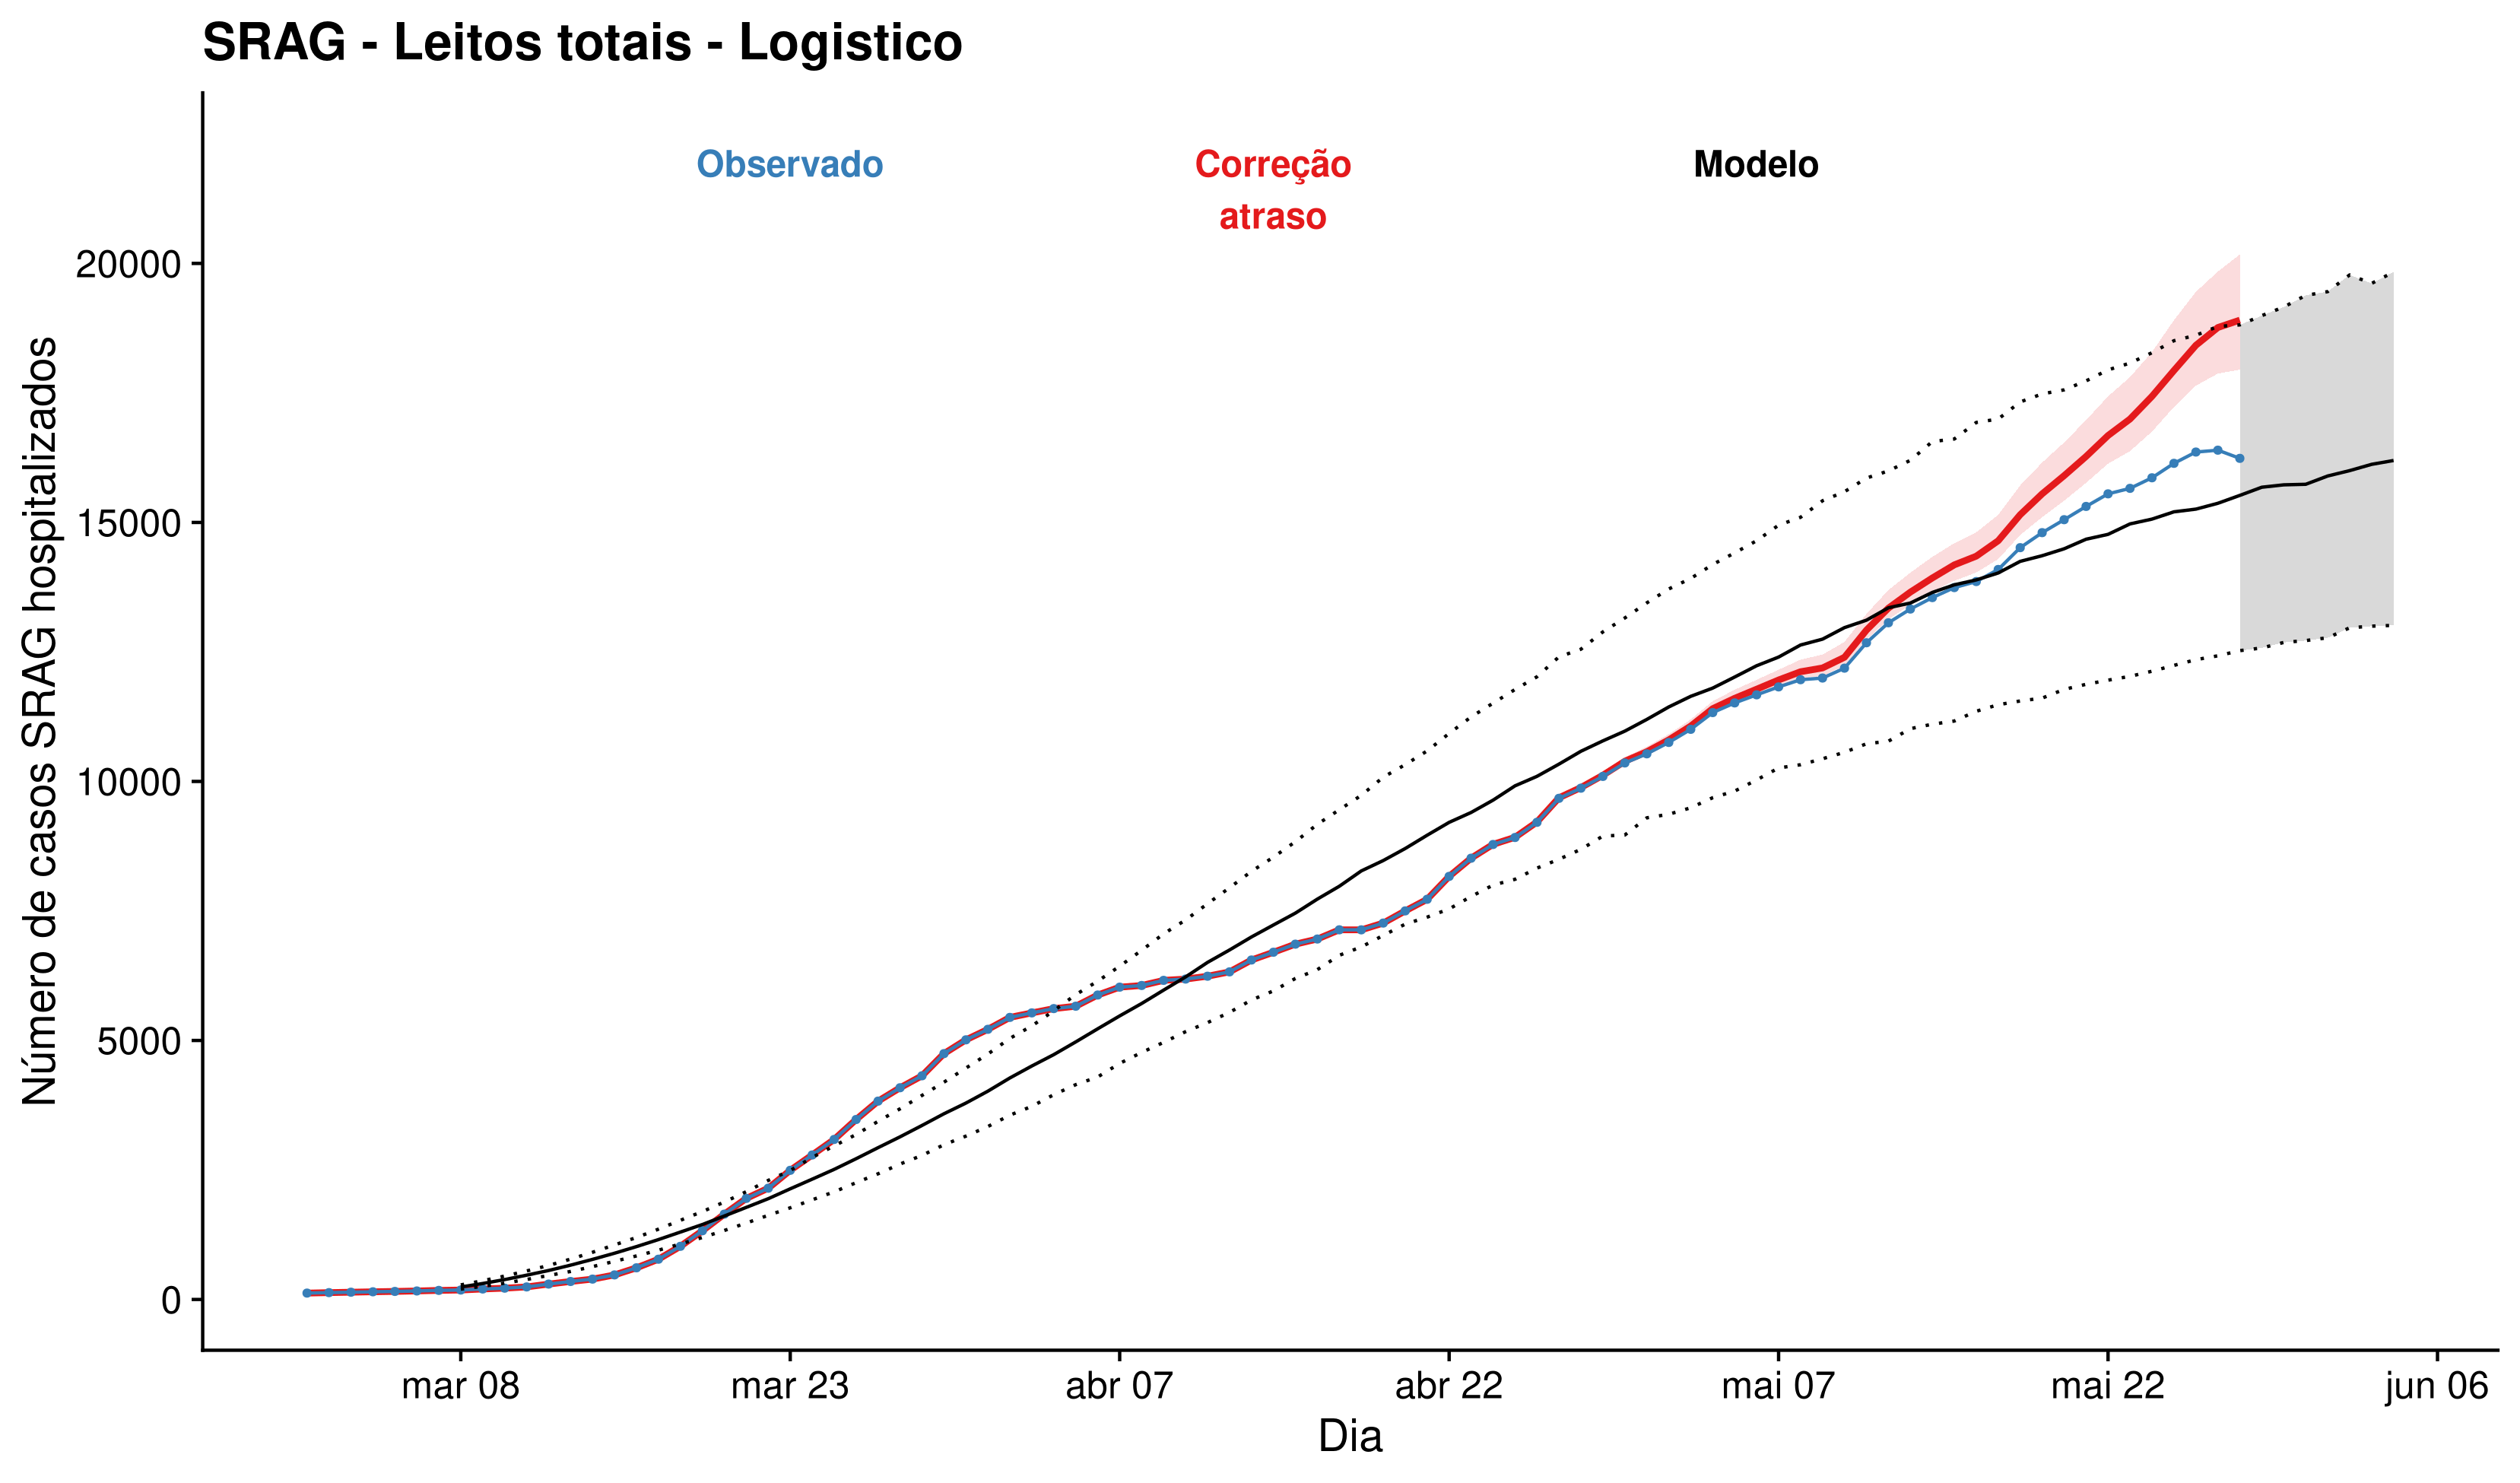 SRAG - Leitos totais - Logistico
Observado
Correção
atraso
Modelo
Número de casos SRAG hospitalizados
20000
15000
10000
5000
0
mar 08
mar 23
abr 07
abr 22
mai 07
mai 22
jun 06
Dia